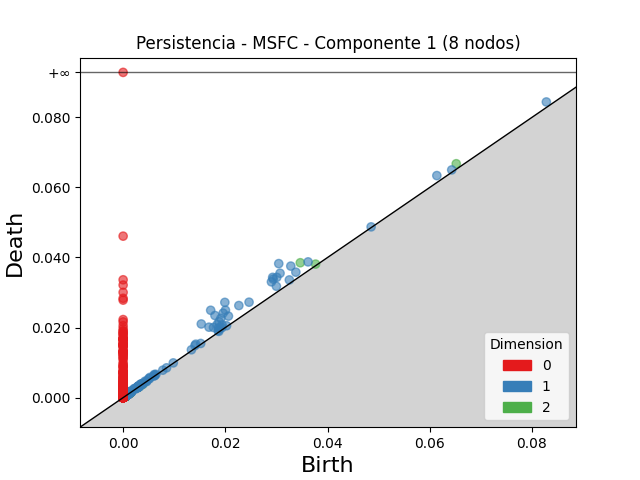 Persistencia - MSFC - Componente 1 (8 nodos)
+∞
0.080
0.060
0.040
0.020
0.000
Death
0.00 0.02 0.04 0.06 0.08
Birth
Dimension
0
1
2